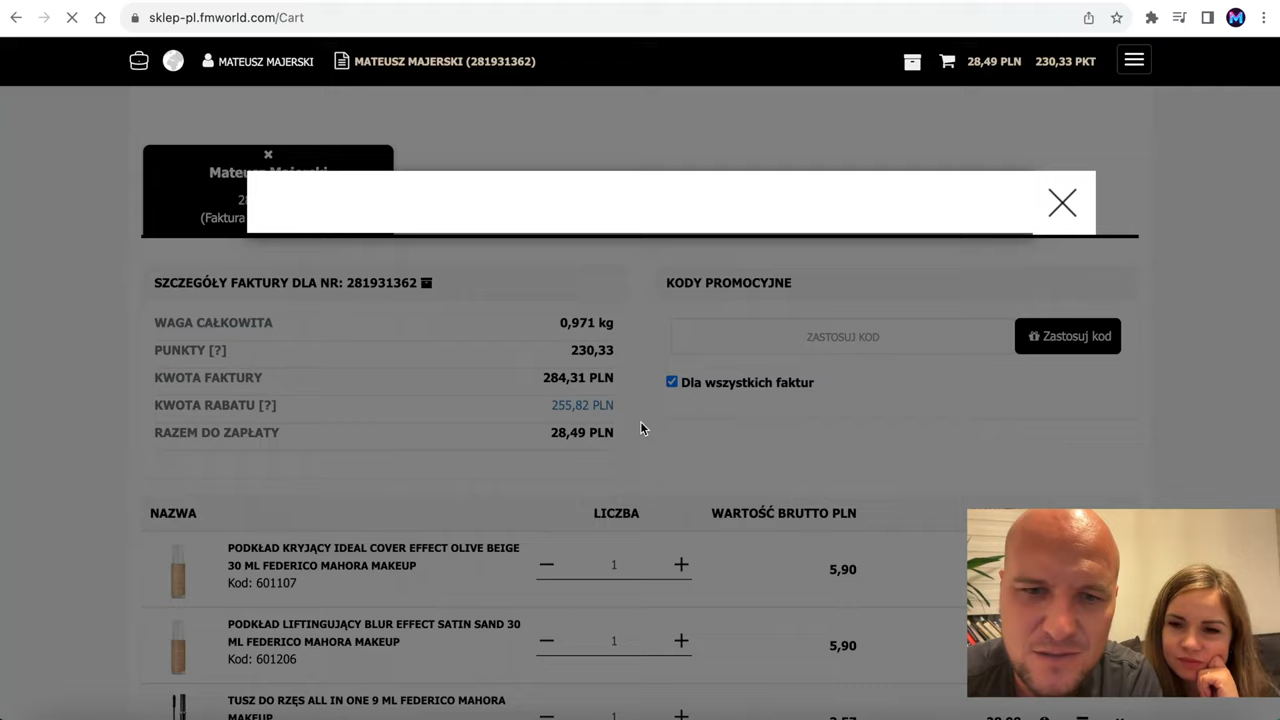 sklep-pl.fmworld.com/Cart
MATEUSZ MAJERSKI
MATEUSZ MAJERSKI (281931362)
28,49 PLN
230,33 PKT
Mateusz Majerski
(Faktura
SZCZEGÓŁY FAKTURY DLA NR: 281931362
WAGA CAŁKOWITA 0,971 kg
PUNKTY [?] 230,33
KWOTA FAKTURY 284,31 PLN
KWOTA RABATU [?] 255,82 PLN
RAZEM DO ZAPŁATY 28,49 PLN
KODY PROMOCYJNE
ZASTOSUJ KOD
Zastosuj kod
Dla wszystkich faktur
NAZWA LICZBA WARTOŚĆ BRUTTO PLN
PODKŁAD KRYJĄCY IDEAL COVER EFFECT OLIVE BEIGE
30 ML FEDERICO MAHORA MAKEUP
Kod: 601107
1
5,90
PODKŁAD LIFTINGUJĄCY BLUR EFFECT SATIN SAND 30
ML FEDERICO MAHORA MAKEUP
Kod: 601206
1
5,90
TUSZ DO RZĘS ALL IN ONE 9 ML FEDERICO MAHORA
MAKEUP